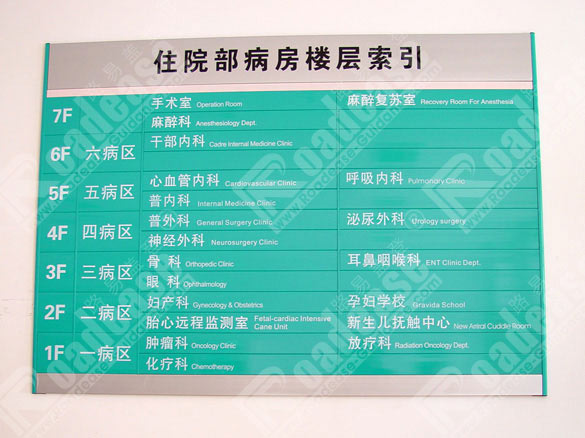 住院部病房楼层索引
7F 手术室 Operation Room 麻醉复苏室 Recovery Room For Anesthesia
麻醉科 Anesthesiology Dept.
6F 六病区 干部内科 Cadre Internal Medicine Clinic
5F 五病区 心血管内科 Cardiovascular Clinic 呼吸内科 Pulmonary Clinic
普内科 Internal Medicine Clinic
4F 四病区 普外科 General Surgery Clinic 泌尿外科 Urology surgery
神经外科 Neurosurgery Clinic
3F 三病区 骨 科 Orthopedic Clinic 耳鼻咽喉科 ENT Clinic Dept.
眼 科 Ophthalmology
2F 二病区 妇产科 Gynecology & Obstetrics 孕妇学校 Gravida School
胎心远程监测室 Fetal-cardiac Intensive Cane Unit 新生儿抚触中心 New Antral Cuddle Room
1F 一病区 肿瘤科 Oncology Clinic 放疗科 Radiation Oncology Dept.
化疗科 Chemotherapy